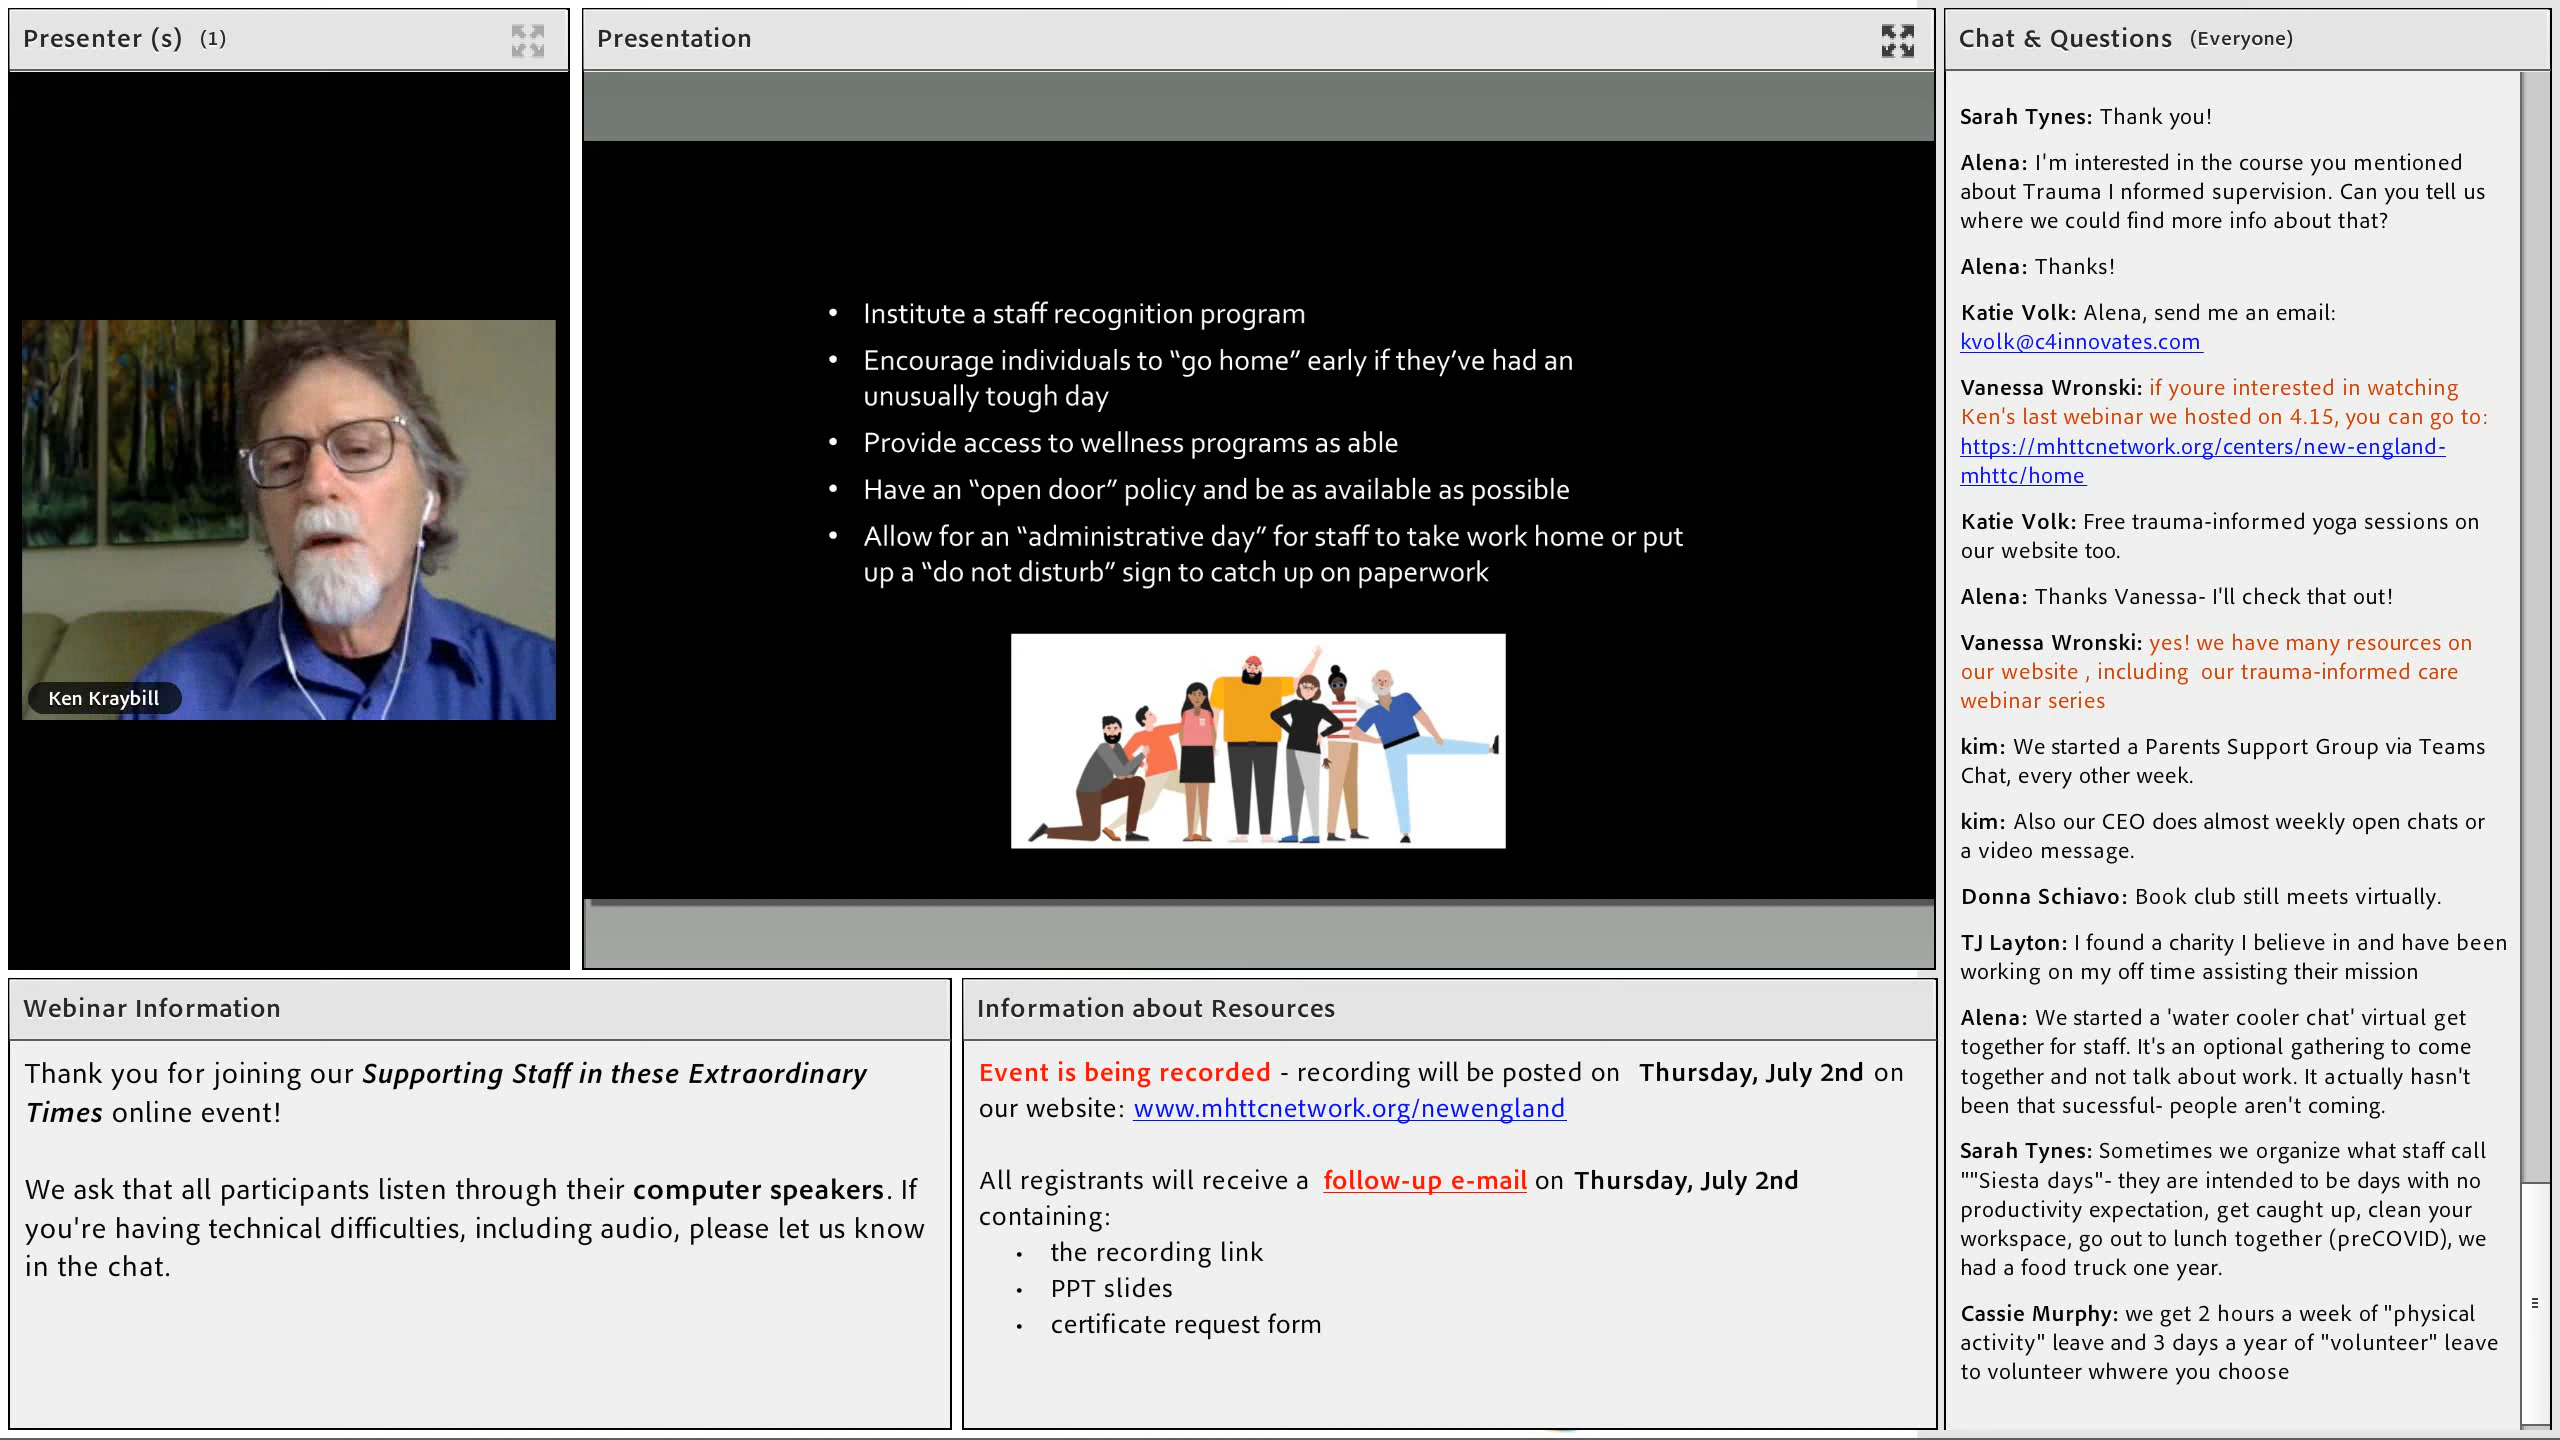 Presenter (s) (1)
Ken Kraybill
Presentation
• Institute a staff recognition program
• Encourage individuals to “go home” early if they’ve had an
unusually tough day
• Provide access to wellness programs as able
• Have an “open door” policy and be as available as possible
• Allow for an “administrative day” for staff to take work home or put
up a “do not disturb” sign to catch up on paperwork
Webinar Information
Thank you for joining our Supporting Staff in these Extraordinary
Times online event!
We ask that all participants listen through their computer speakers. If
you're having technical difficulties, including audio, please let us know
in the chat.
Information about Resources
Event is being recorded - recording will be posted on Thursday, July 2nd on
our website: www.mhttcnetwork.org/newengland
All registrants will receive a follow-up e-mail on Thursday, July 2nd
containing:
• the recording link
• PPT slides
• certificate request form
Chat & Questions (Everyone)
Sarah Tynes: Thank you!
Alena: I'm interested in the course you mentioned
about Trauma I nformed supervision. Can you tell us
where we could find more info about that?
Alena: Thanks!
Katie Volk: Alena, send me an email:
kvolk@c4innovates.com
Vanessa Wronski: if youre interested in watching
Ken's last webinar we hosted on 4.15, you can go to:
https://mhttcnetwork.org/centers/new-england-
mhttc/home
Katie Volk: Free trauma-informed yoga sessions on
our website too.
Alena: Thanks Vanessa- I'll check that out!
Vanessa Wronski: yes! we have many resources on
our website , including our trauma-informed care
webinar series
kim: We started a Parents Support Group via Teams
Chat, every other week.
kim: Also our CEO does almost weekly open chats or
a video message.
Donna Schiavo: Book club still meets virtually.
TJ Layton: I found a charity I believe in and have been
working on my off time assisting their mission
Alena: We started a 'water cooler chat' virtual get
together for staff. It's an optional gathering to come
together and not talk about work. It actually hasn't
been that sucessful- people aren't coming.
Sarah Tynes: Sometimes we organize what staff call
""Siesta days"- they are intended to be days with no
productivity expectation, get caught up, clean your
workspace, go out to lunch together (preCOVID), we
had a food truck one year.
Cassie Murphy: we get 2 hours a week of "physical
activity" leave and 3 days a year of "volunteer" leave
to volunteer whwere you choose